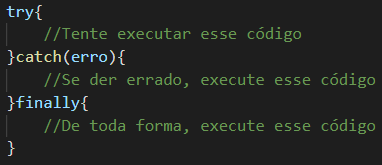 try{
//Tente executar esse código
}catch(erro){
//Se der errado, execute esse código
}finally{
//De toda forma, execute esse código
}